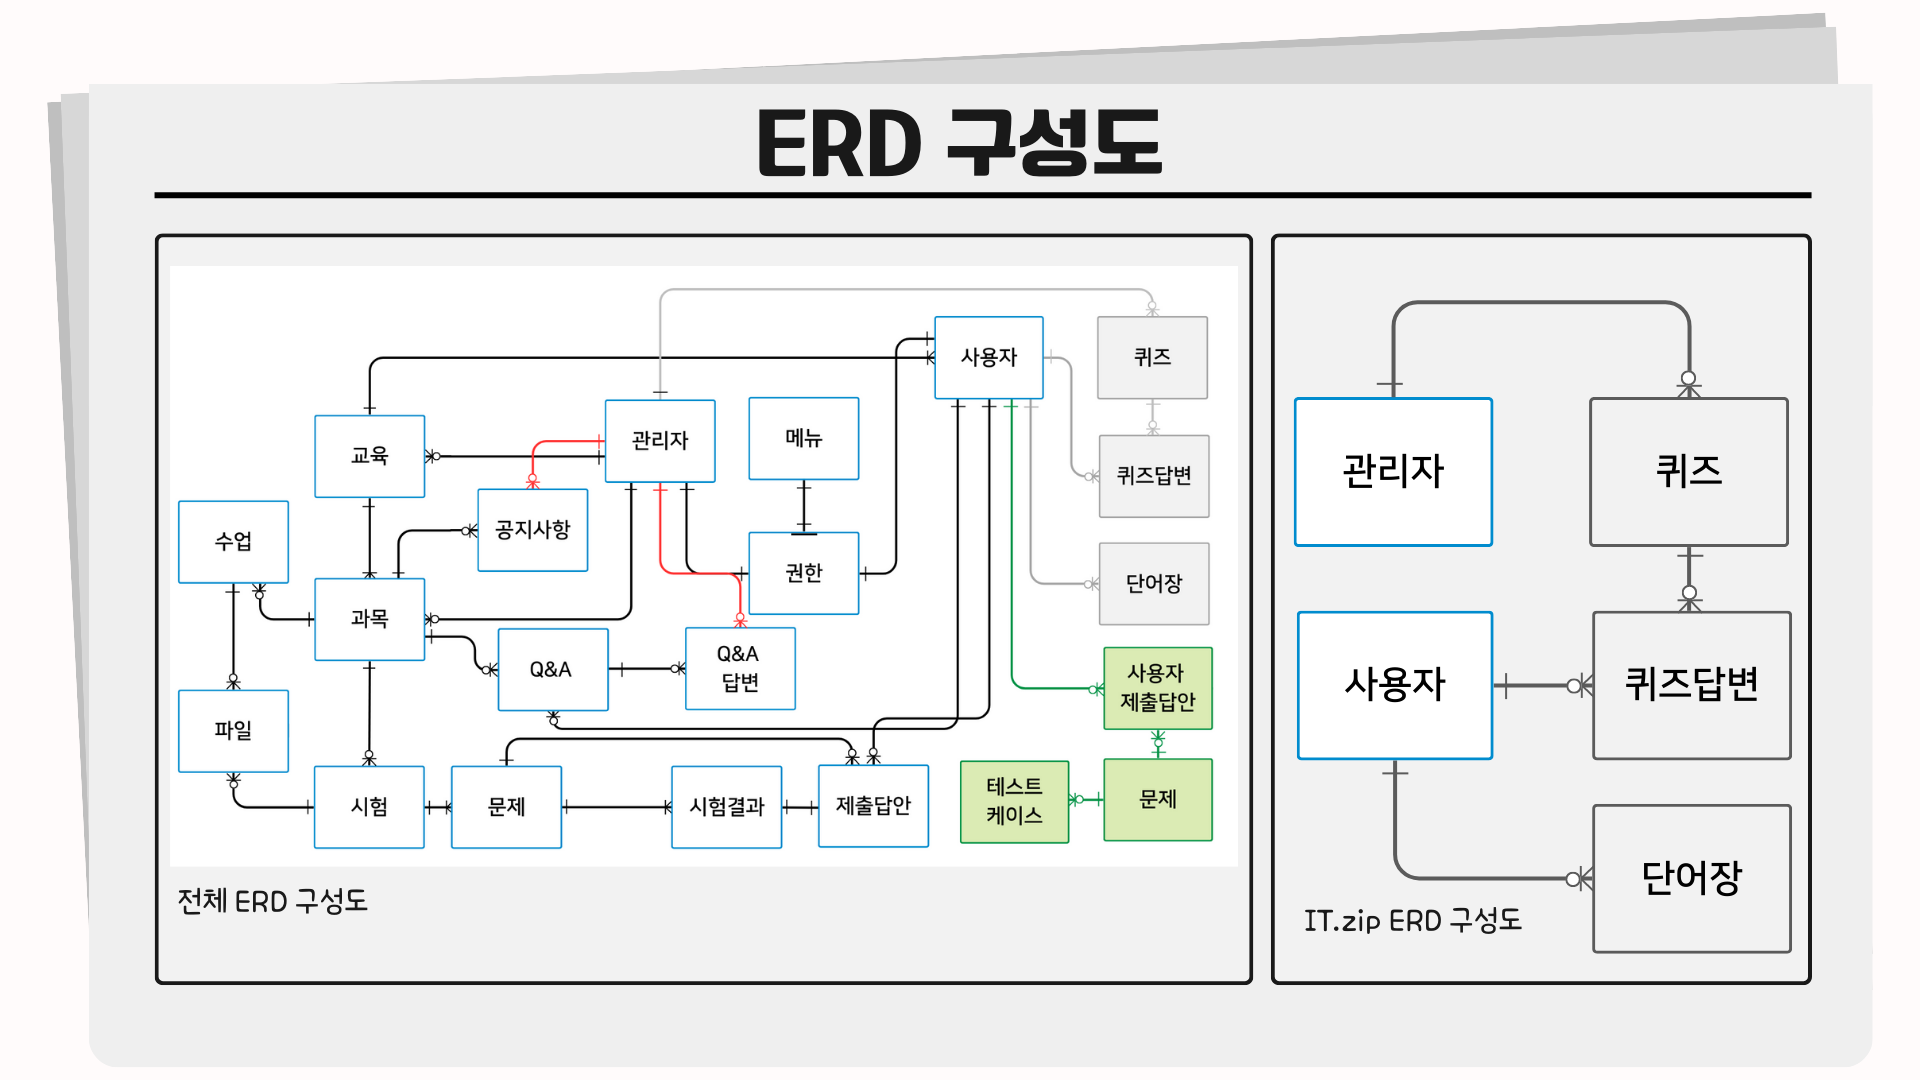 ERD 구성도
사용자
퀴즈
관리자
메뉴
교육
퀴즈답변
공지사항
수업
권한
단어장
과목
Q&A
Q&A
답변
사용자
제출답안
파일
시험
문제
시험결과
제출답안
테스트
케이스
문제
전체 ERD 구성도
관리자
퀴즈
사용자
퀴즈답변
단어장
IT.zip ERD 구성도